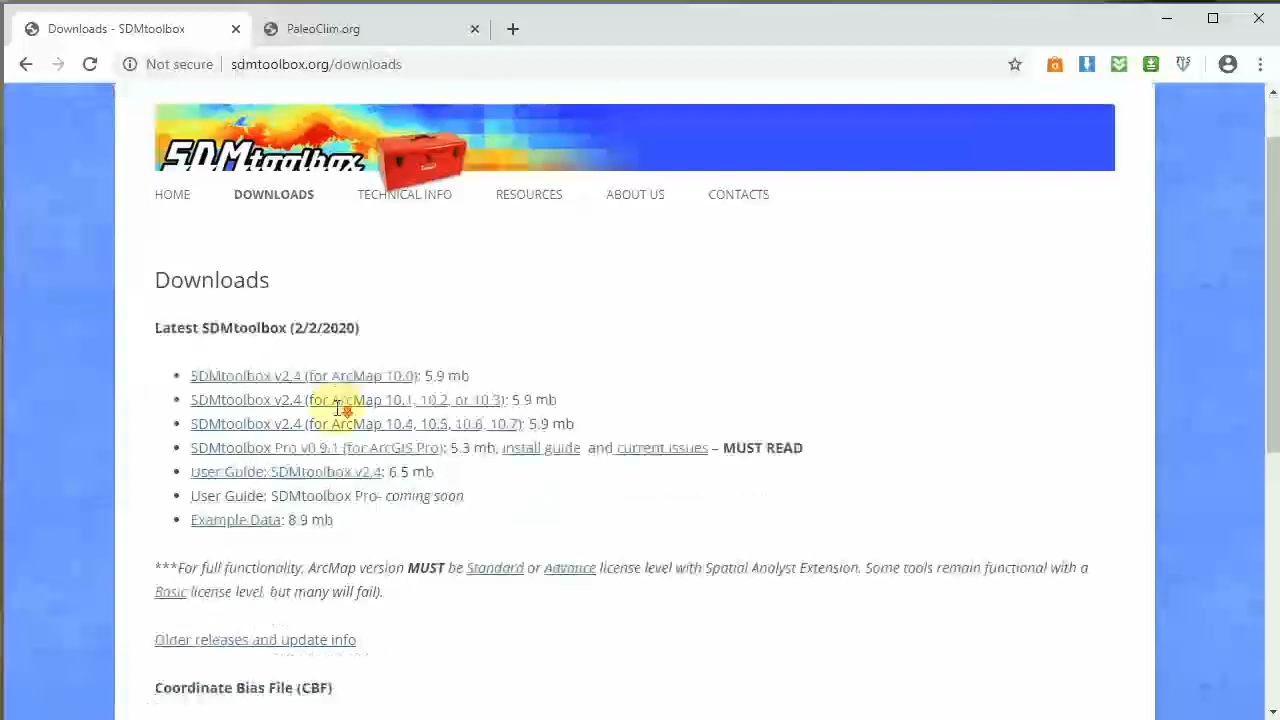 Downloads - SDMtoolbox
PaleoClim.org
Not secure
sdmtoolbox.org/downloads
SDMtoolbox
HOME DOWNLOADS TECHNICAL INFO RESOURCES ABOUT US CONTACTS
Downloads
Latest SDMtoolbox (2/2/2020)
SDMtoolbox v2.4 (for ArcMap 10.0): 5.9 mb
SDMtoolbox v2.4 (for ArcMap 10.1, 10.2, or 10.3): 5.9 mb
SDMtoolbox v2.4 (for ArcMap 10.4, 10.5, 10.6, 10.7): 5.9 mb
SDMtoolbox Pro v0.9.1 (for ArcGIS Pro): 5.3 mb, install guide and current issues – MUST READ
User Guide: SDMtoolbox v2.4: 6.5 mb
User Guide: SDMtoolbox Pro- coming soon
Example Data: 8.9 mb
***For full functionality, ArcMap version MUST be Standard or Advance license level with Spatial Analyst Extension. Some tools remain functional with a
Basic license level, but many will fail).
Older releases and update info
Coordinate Bias File (CBF)